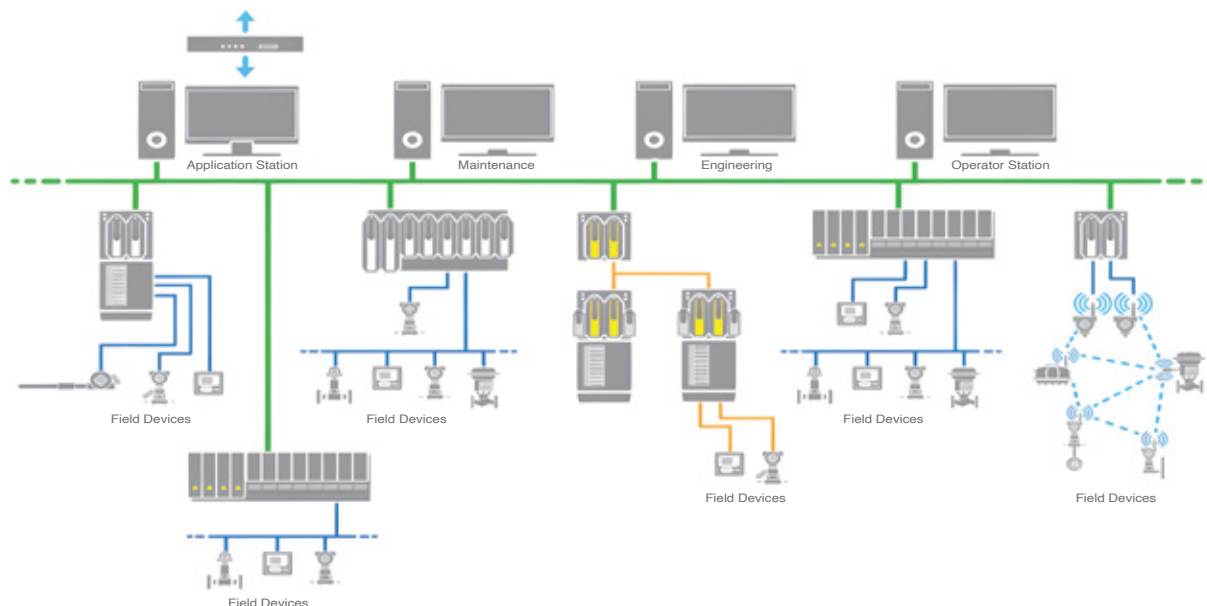 Application Station
Maintenance
Engineering
Operator Station
Field Devices
Field Devices
Field Devices
Field Devices
Field Devices
Field Devices